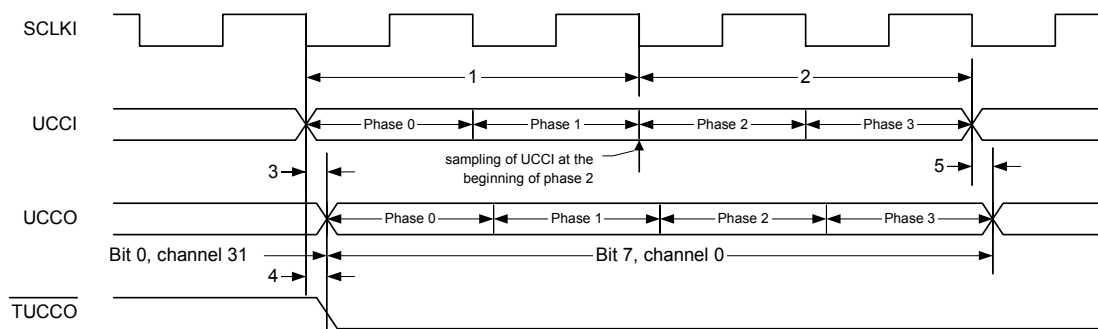 SCLKI
1
2
UCCI
Phase 0
Phase 1
Phase 2
Phase 3
sampling of UCCI at the
beginning of phase 2
3
5
UCCO
Phase 0
Phase 1
Phase 2
Phase 3
Bit 0, channel 31
Bit 7, channel 0
4
TUCCO